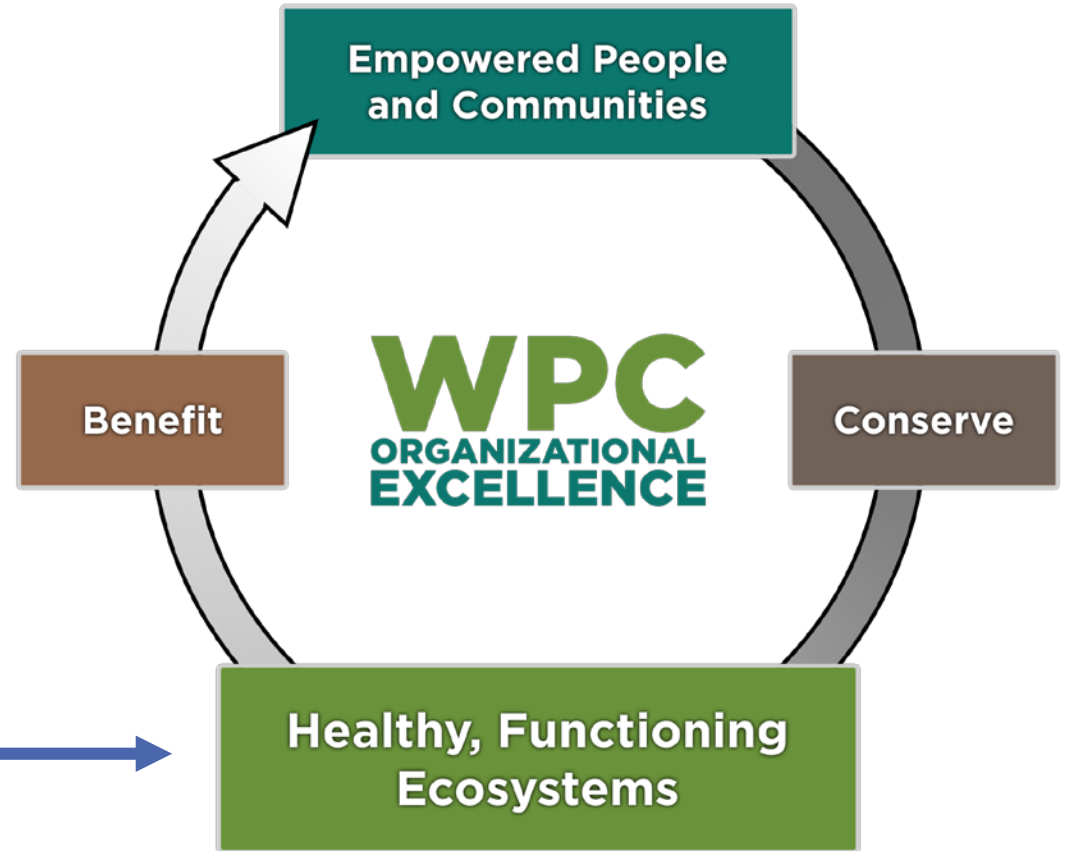 Empowered People
and Communities
Benefit
WPC
ORGANIZATIONAL
EXCELLENCE
Conserve
Healthy, Functioning
Ecosystems